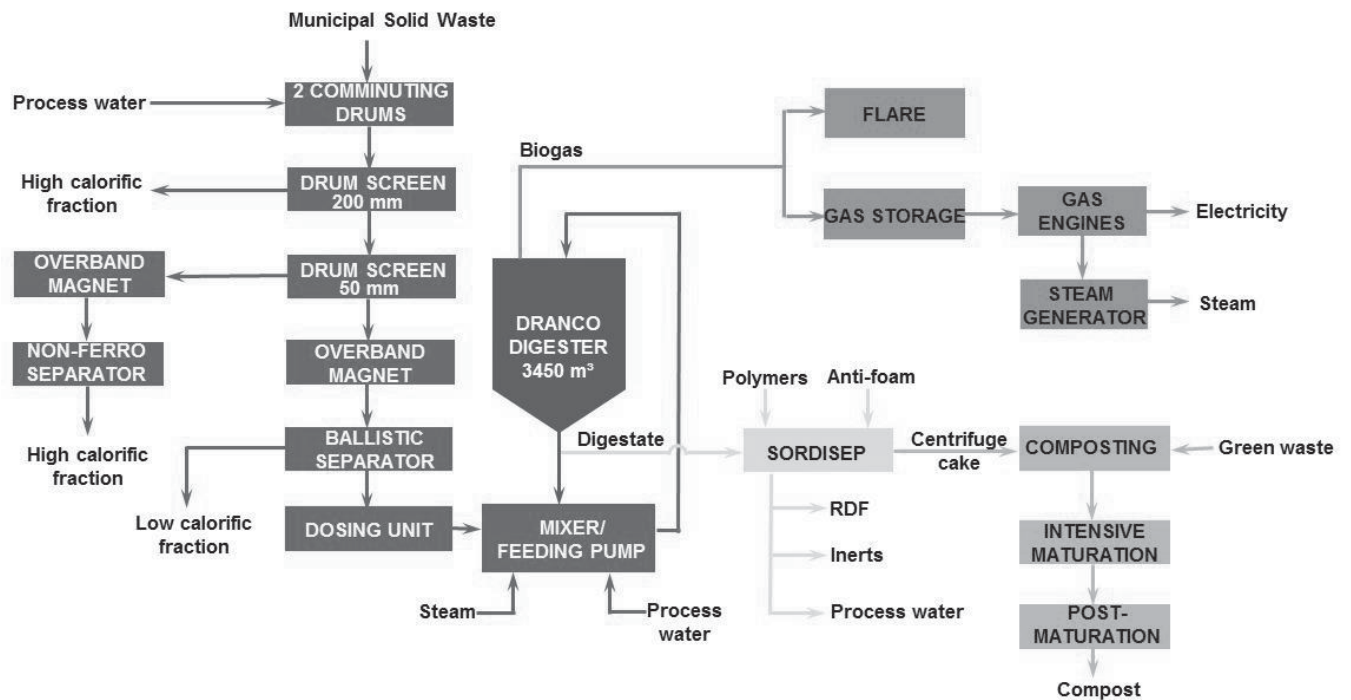 Municipal Solid Waste
Process water
2 COMMINUTING
DRUMS
High calorific
fraction
DRUM SCREEN
200 mm
OVERBAND
MAGNET
DRUM SCREEN
50 mm
NON-FERRO
SEPARATOR
OVERBAND
MAGNET
High calorific
fraction
BALLISTIC
SEPARATOR
Low calorific
fraction
DOSING UNIT
MIXER/
FEEDING PUMP
Steam
Process
water
DRANCO
DIGESTER
3450 m³
Biogas
FLARE
GAS STORAGE
GAS
ENGINES
Electricity
STEAM
GENERATOR
Steam
Digestate
Polymers
Anti-foam
SORDISEP
RDF
Inerts
Process water
Centrifuge
cake
COMPOSTING
Green waste
INTENSIVE
MATURATION
POST-
MATURATION
Compost